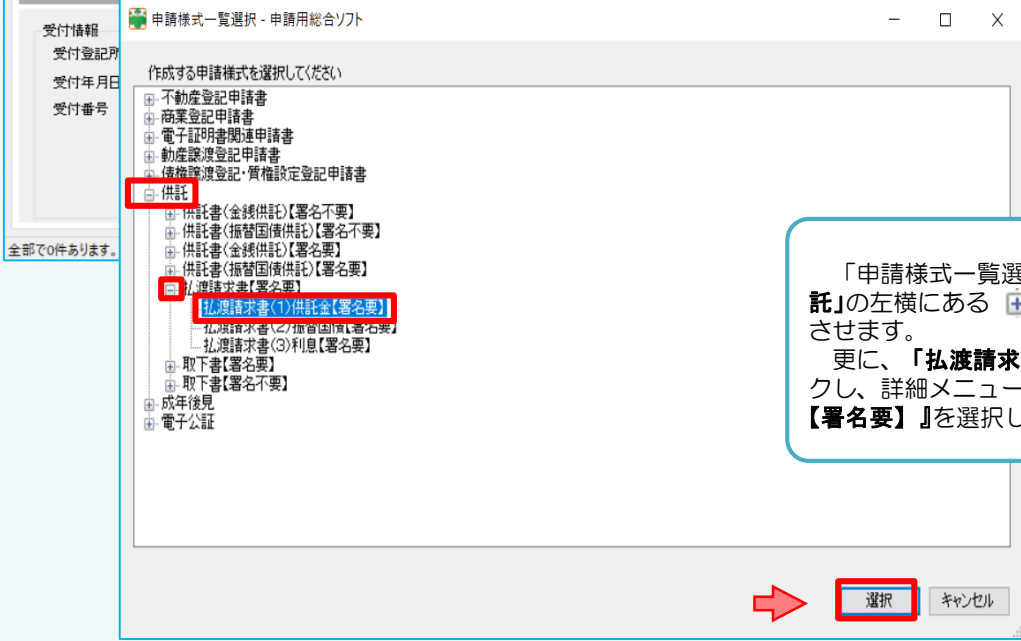 受付情報
受付登記所
受付年月日
受付番号
全部で0件あります。
申請様式一覧選択 - 申請用総合ソフト
作成する申請様式を選択してください
不動産登記申請書
商業登記申請書
電子証明書関連申請書
動産譲渡登記申請書
債権譲渡登記・質権設定登記申請書
供託
供託書(金銭供託)【署名不要】
供託書(振替国債供託)【署名不要】
供託書(金銭供託)【署名要】
供託書(振替国債供託)【署名要】
払渡請求書【署名要】
払渡請求書(1)供託金【署名要】
払渡請求書(2)振替国債【署名要】
払渡請求書(3)利息【署名要】
取下書【署名要】
取下書【署名不要】
成年後見
電子公証
「申請様式一覧選
託」の左横にある
させます。
更に、「払渡請求
クし、詳細メニュー
【署名要】』を選択し
選択
キャンセル